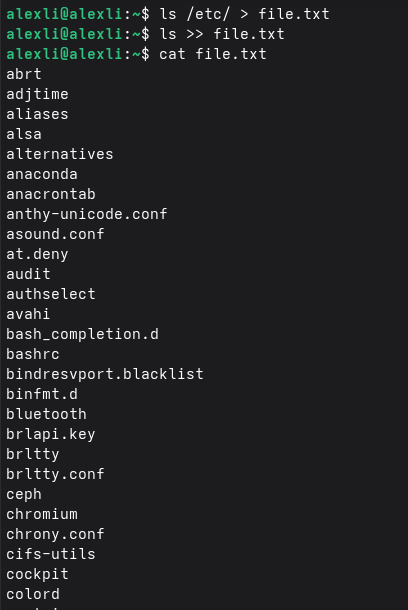 alexli@alexli:~$ ls /etc/ > file.txt
alexli@alexli:~$ ls >> file.txt
alexli@alexli:~$ cat file.txt
abrt
adjtime
aliases
alsa
alternatives
anaconda
anacrontab
anthy-unicode.conf
asound.conf
at.deny
audit
authselect
avahi
bash_completion.d
bashrc
bindresvport.blacklist
binfmt.d
bluetooth
brlapi.key
brltty
brltty.conf
ceph
chromium
chrony.conf
cifs-utils
cockpit
colord